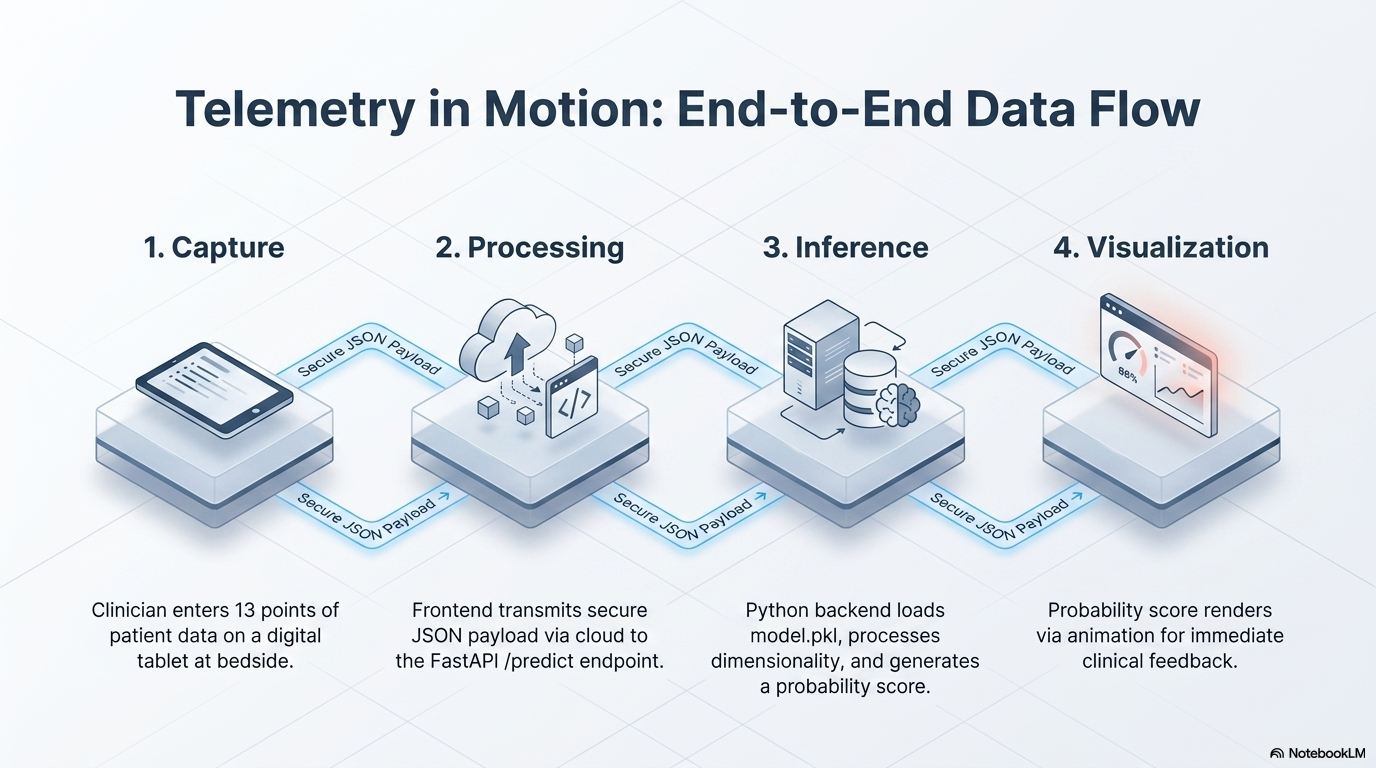 Telemetry in Motion: End-to-End Data Flow
1. Capture
2. Processing
3. Inference
4. Visualization
Secure JSON Payload
Secure JSON Payload
Secure JSON Payload
</>
66%
Secure JSON Payload →
Secure JSON Payload →
Secure JSON Payload →
Clinician enters 13 points of
patient data on a digital
tablet at bedside.
Frontend transmits secure
JSON payload via cloud to
the FastAPI /predict endpoint.
Python backend loads
model.pkl, processes
dimensionality, and generates
a probability score.
Probability score renders
via animation for immediate
clinical feedback.
NotebookLM